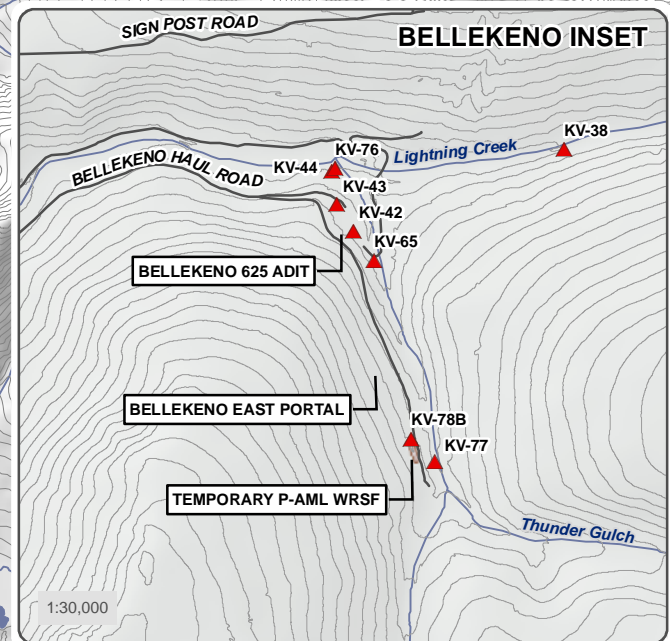 SIGN POST ROAD
BELLEKENO INSET
KV-38
KV-76
Lightning Creek
KV-44
BELLEKENO HAUL ROAD
KV-43
KV-42
KV-65
BELLEKENO 625 ADIT
BELLEKENO EAST PORTAL
KV-78B
KV-77
TEMPORARY P-AML WRSF
Thunder Gulch
1:30,000